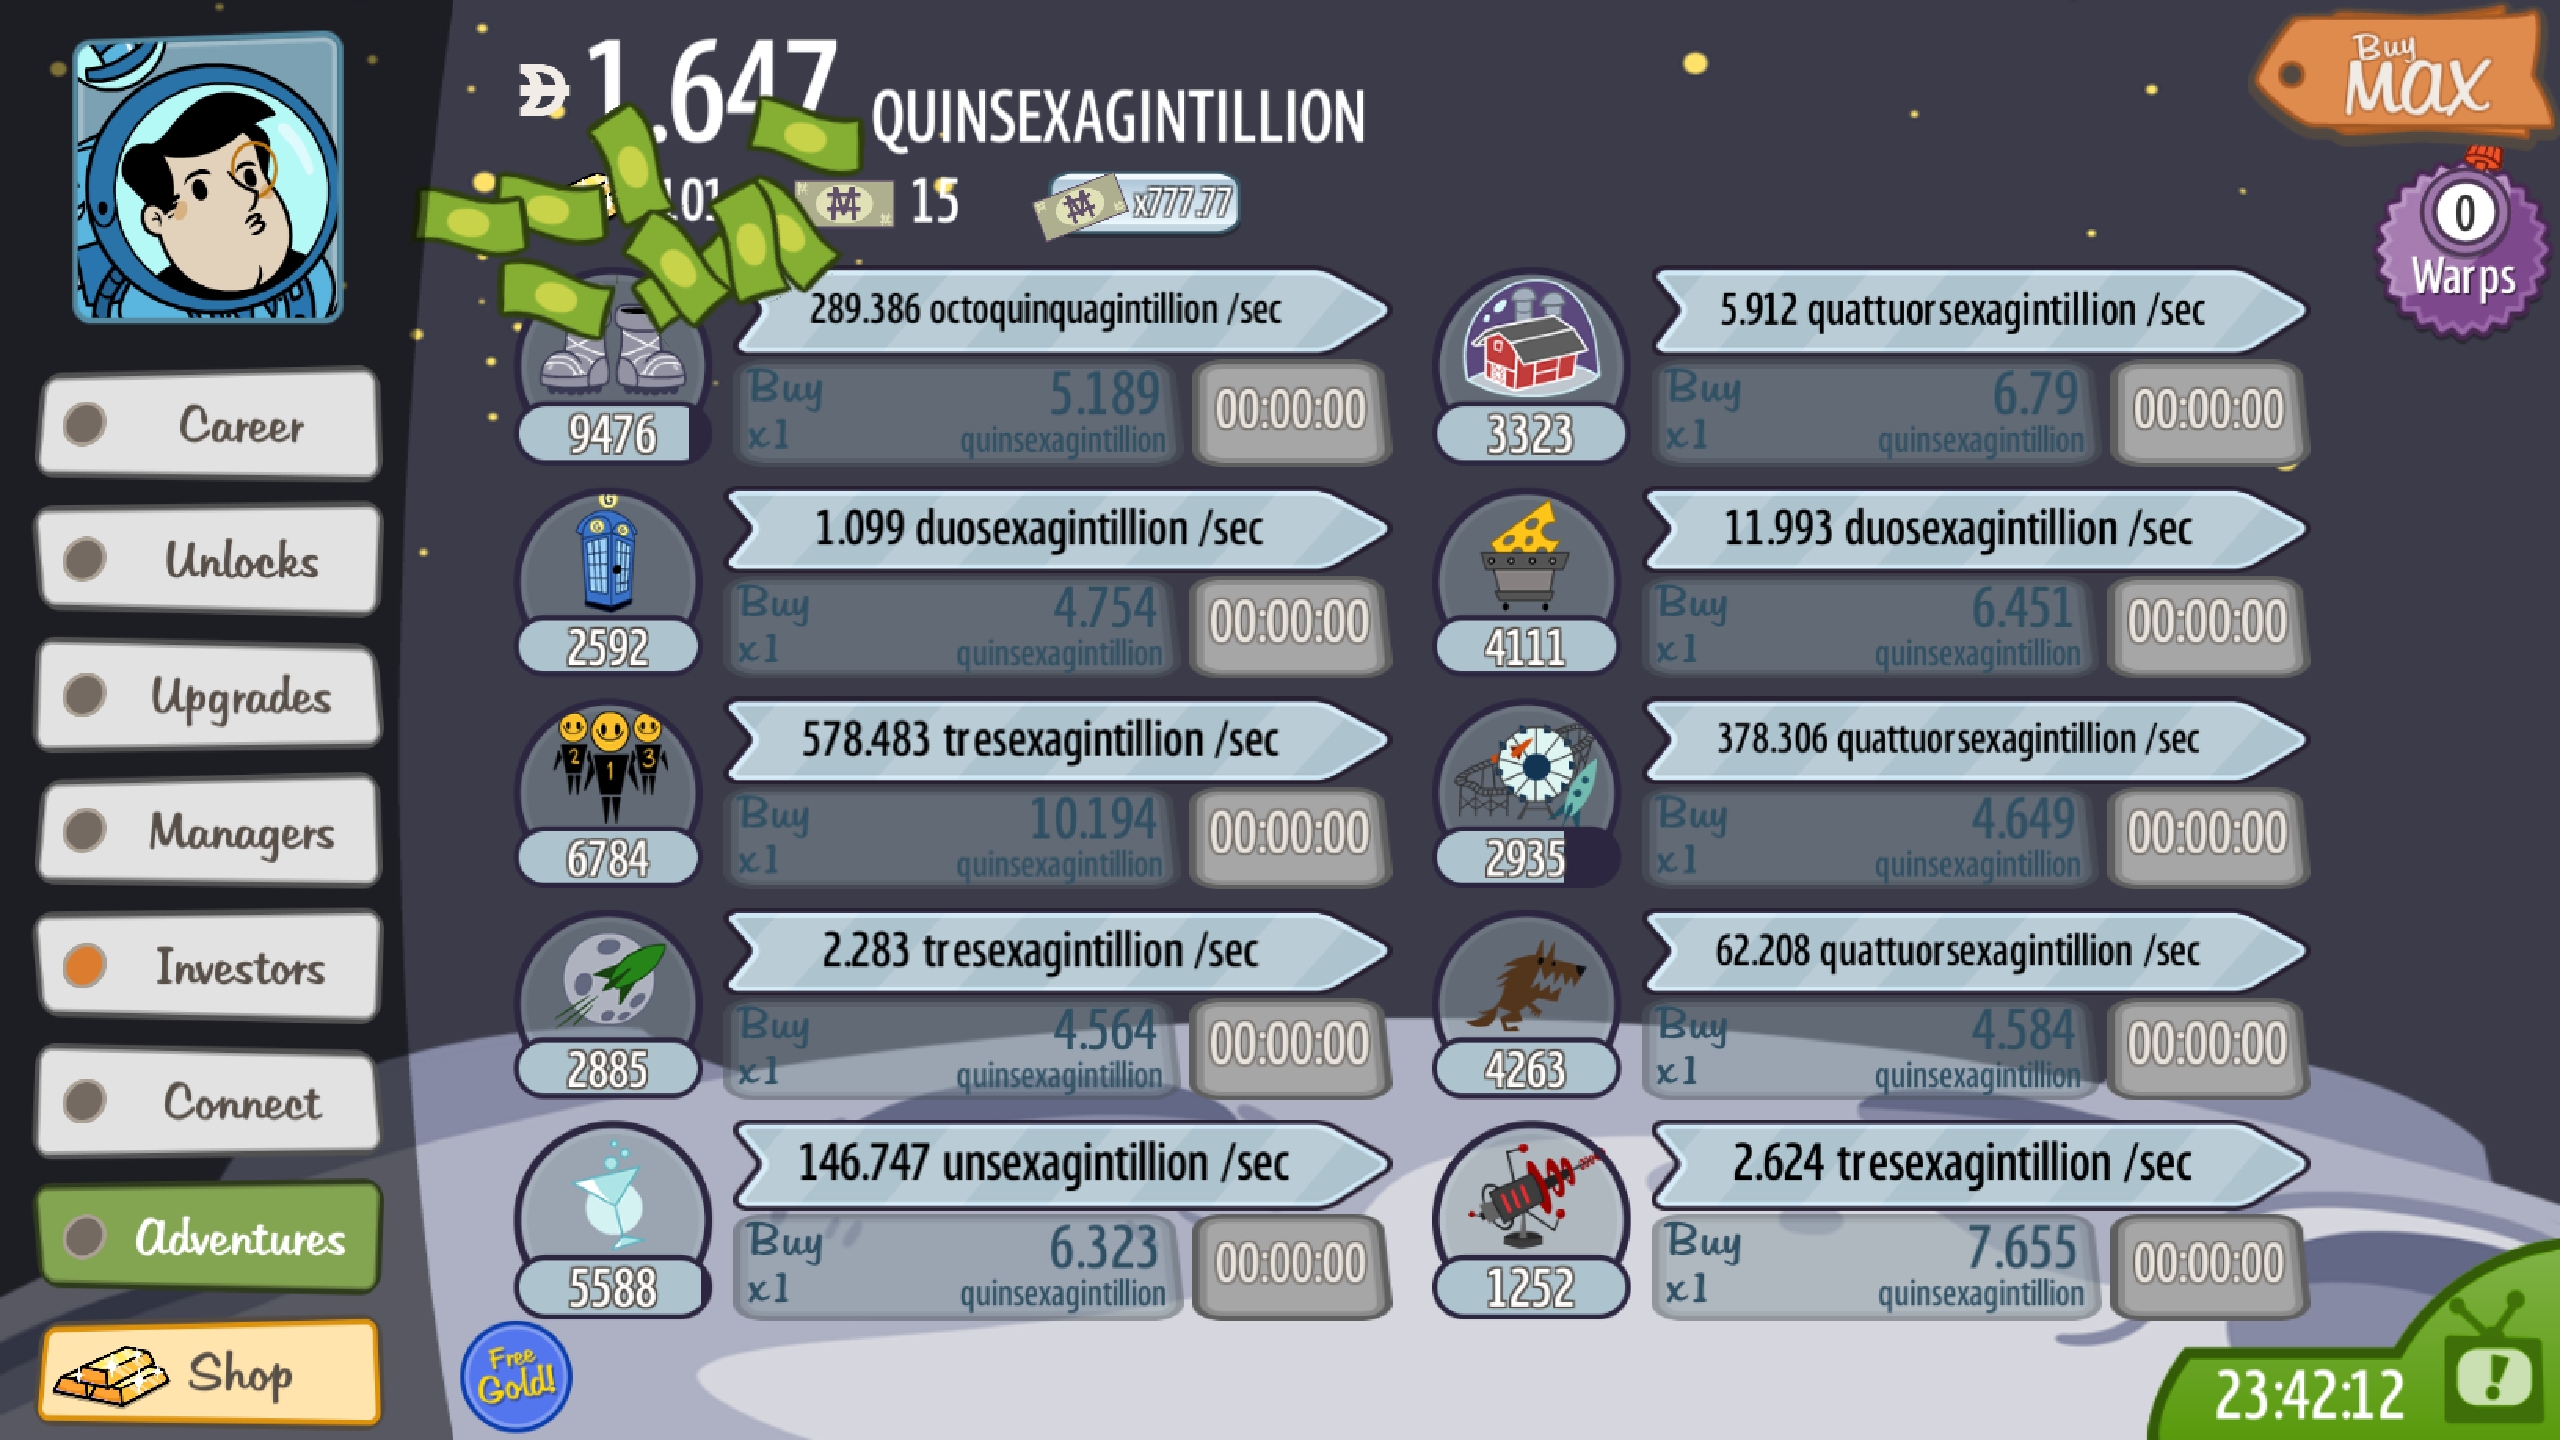 1.647 QUINSEXAGINTILLION
15
x777.77
Buy
MAX
0
Warps
Career
Unlocks
Upgrades
Managers
Investors
Connect
Adventures
Shop
289.386 octoquinquagintillion /sec
Buy 5.189
x1 quinsexagintillion
00:00:00
9476
5.912 quattuorsexagintillion /sec
Buy 6.79
x1 quinsexagintillion
00:00:00
3323
G
1.099 duosexagintillion /sec
Buy 4.754
x1 quinsexagintillion
00:00:00
2592
11.993 duosexagintillion /sec
Buy 6.451
x1 quinsexagintillion
00:00:00
4111
2 1 3
578.483 tresexagintillion /sec
Buy 10.194
x1 quinsexagintillion
00:00:00
6784
378.306 quattuorsexagintillion /sec
Buy 4.649
x1 quinsexagintillion
00:00:00
2935
2.283 tresexagintillion /sec
Buy 4.564
x1 quinsexagintillion
00:00:00
2885
62.208 quattuorsexagintillion /sec
Buy 4.584
x1 quinsexagintillion
00:00:00
4263
146.747 unsexagintillion /sec
Buy 6.323
x1 quinsexagintillion
00:00:00
5588
2.624 tresexagintillion /sec
Buy 7.655
x1 quinsexagintillion
00:00:00
1252
Free
Gold!
23:42:12
!